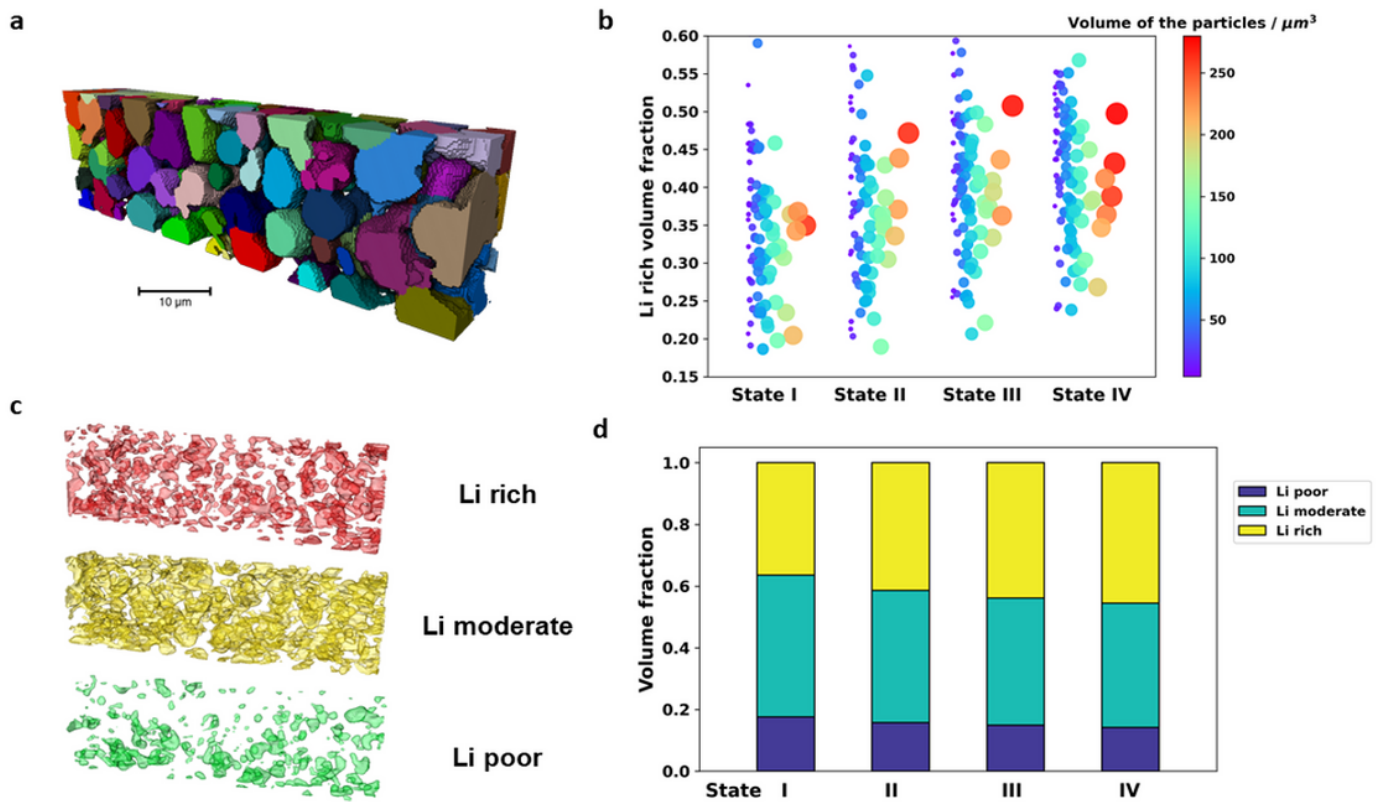 a
10 μm
b
Volume of the particles / μm³
Li rich volume fraction
0.60
0.55
0.50
0.45
0.40
0.35
0.30
0.25
0.20
0.15
State I
State II
State III
State IV
250
200
150
100
50
c
Li rich
Li moderate
Li poor
d
Volume fraction
1.0
0.8
0.6
0.4
0.2
0.0
State I II III IV
Li poor
Li moderate
Li rich